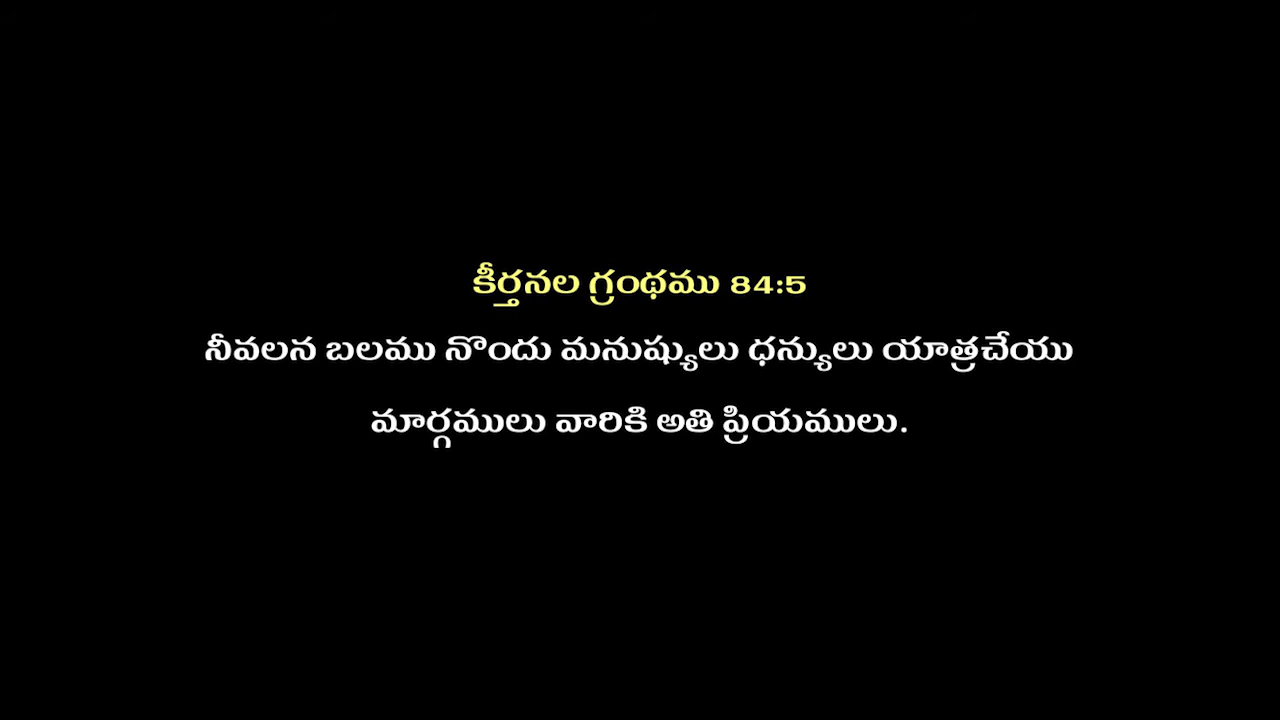 కీర్తనల గ్రంథము 84:5
నీవలన బలము నొందు మనుష్యులు ధన్యులు యాత్రచేయు
మార్గములు వారికి అతి ప్రియములు.